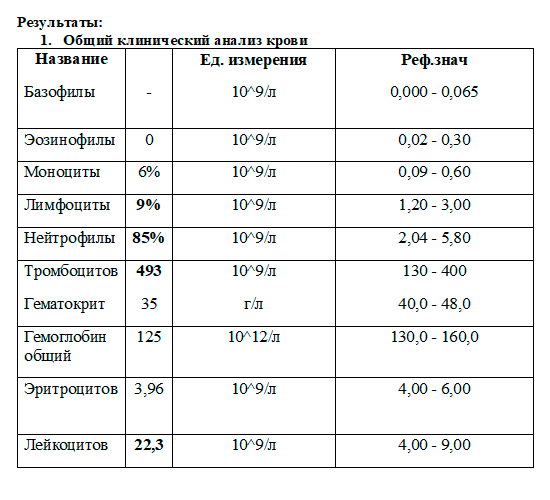 Результаты:
1. Общий клинический анализ крови
Название Ед. измерения Реф.знач
Базофилы - 10^9/л 0,000 - 0,065
Эозинофилы 0 10^9/л 0,02 - 0,30
Моноциты 6% 10^9/л 0,09 - 0,60
Лимфоциты 9% 10^9/л 1,20 - 3,00
Нейтрофилы 85% 10^9/л 2,04 - 5,80
Тромбоцитов 493 10^9/л 130 - 400
Гематокрит 35 г/л 40,0 - 48,0
Гемоглобин 125 10^12/л 130,0 - 160,0
общий
Эритроцитов 3,96 10^9/л 4,00 - 6,00
Лейкоцитов 22,3 10^9/л 4,00 - 9,00